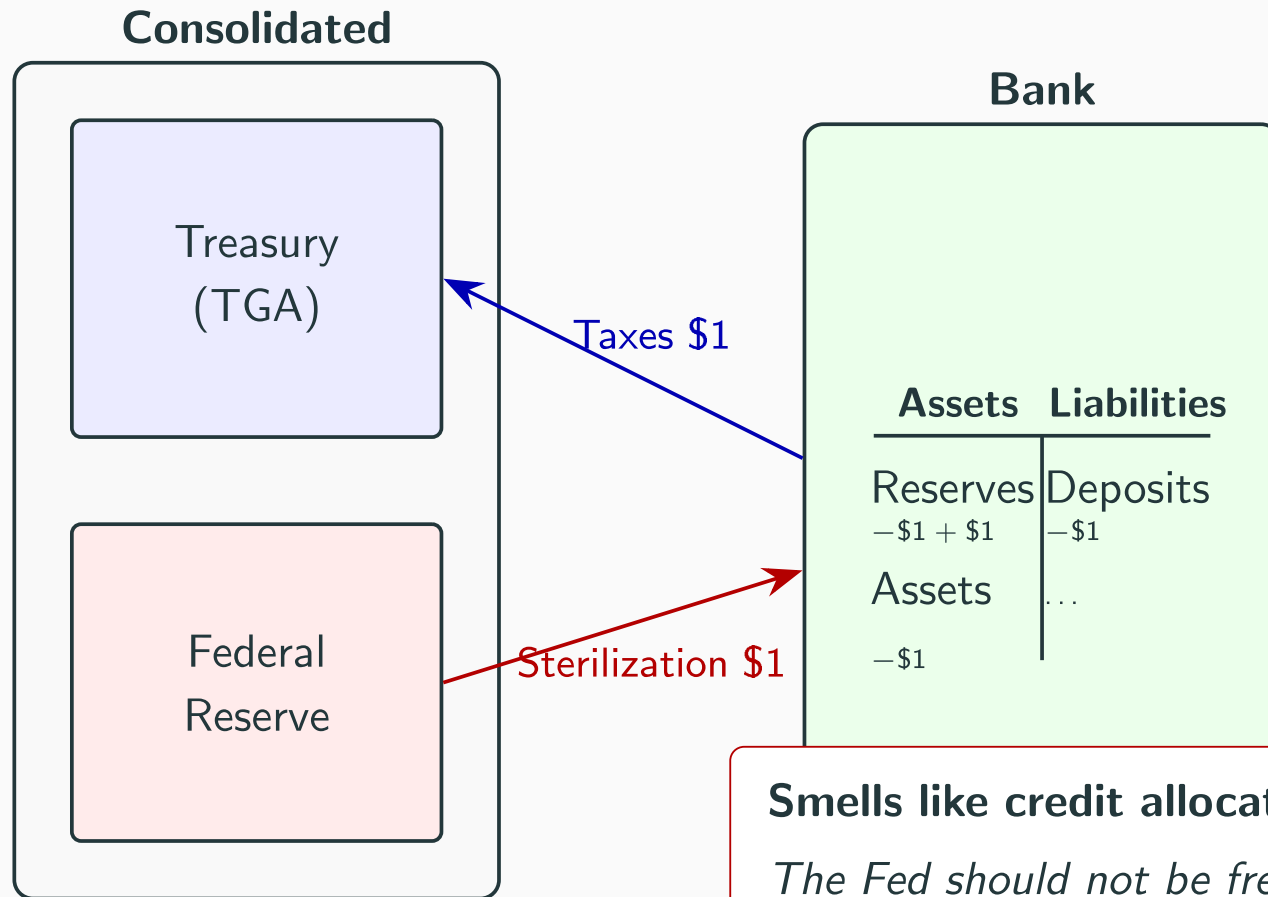 Consolidated
Treasury
(TGA)
Federal
Reserve
Taxes $1
Sterilization $1
Bank
Assets Liabilities
Reserves Deposits
−$1 + $1 −$1
Assets ...
−$1
Smells like credit allocat
The Fed should not be fre